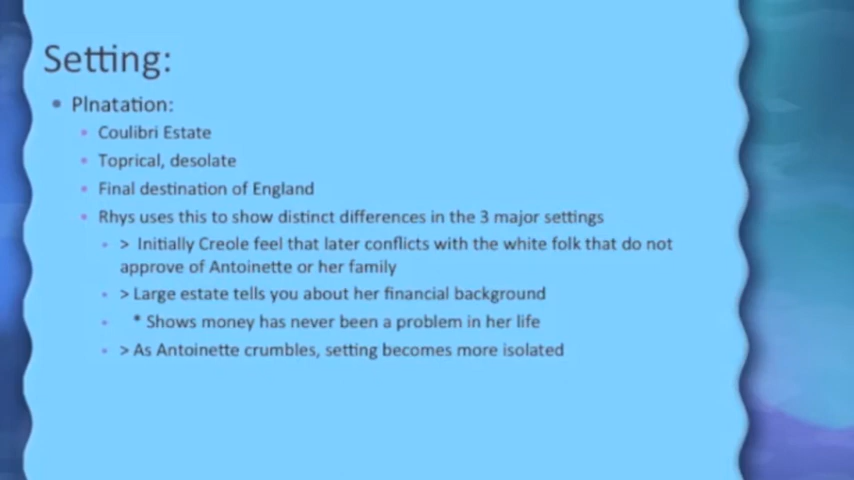 Setting:
• Plnatation:
• Coulibri Estate
• Toprical, desolate
• Final destination of England
• Rhys uses this to show distinct differences in the 3 major settings
• > Initially Creole feel that later conflicts with the white folk that do not
approve of Antoinette or her family
• > Large estate tells you about her financial background
• * Shows money has never been a problem in her life
• > As Antoinette crumbles, setting becomes more isolated